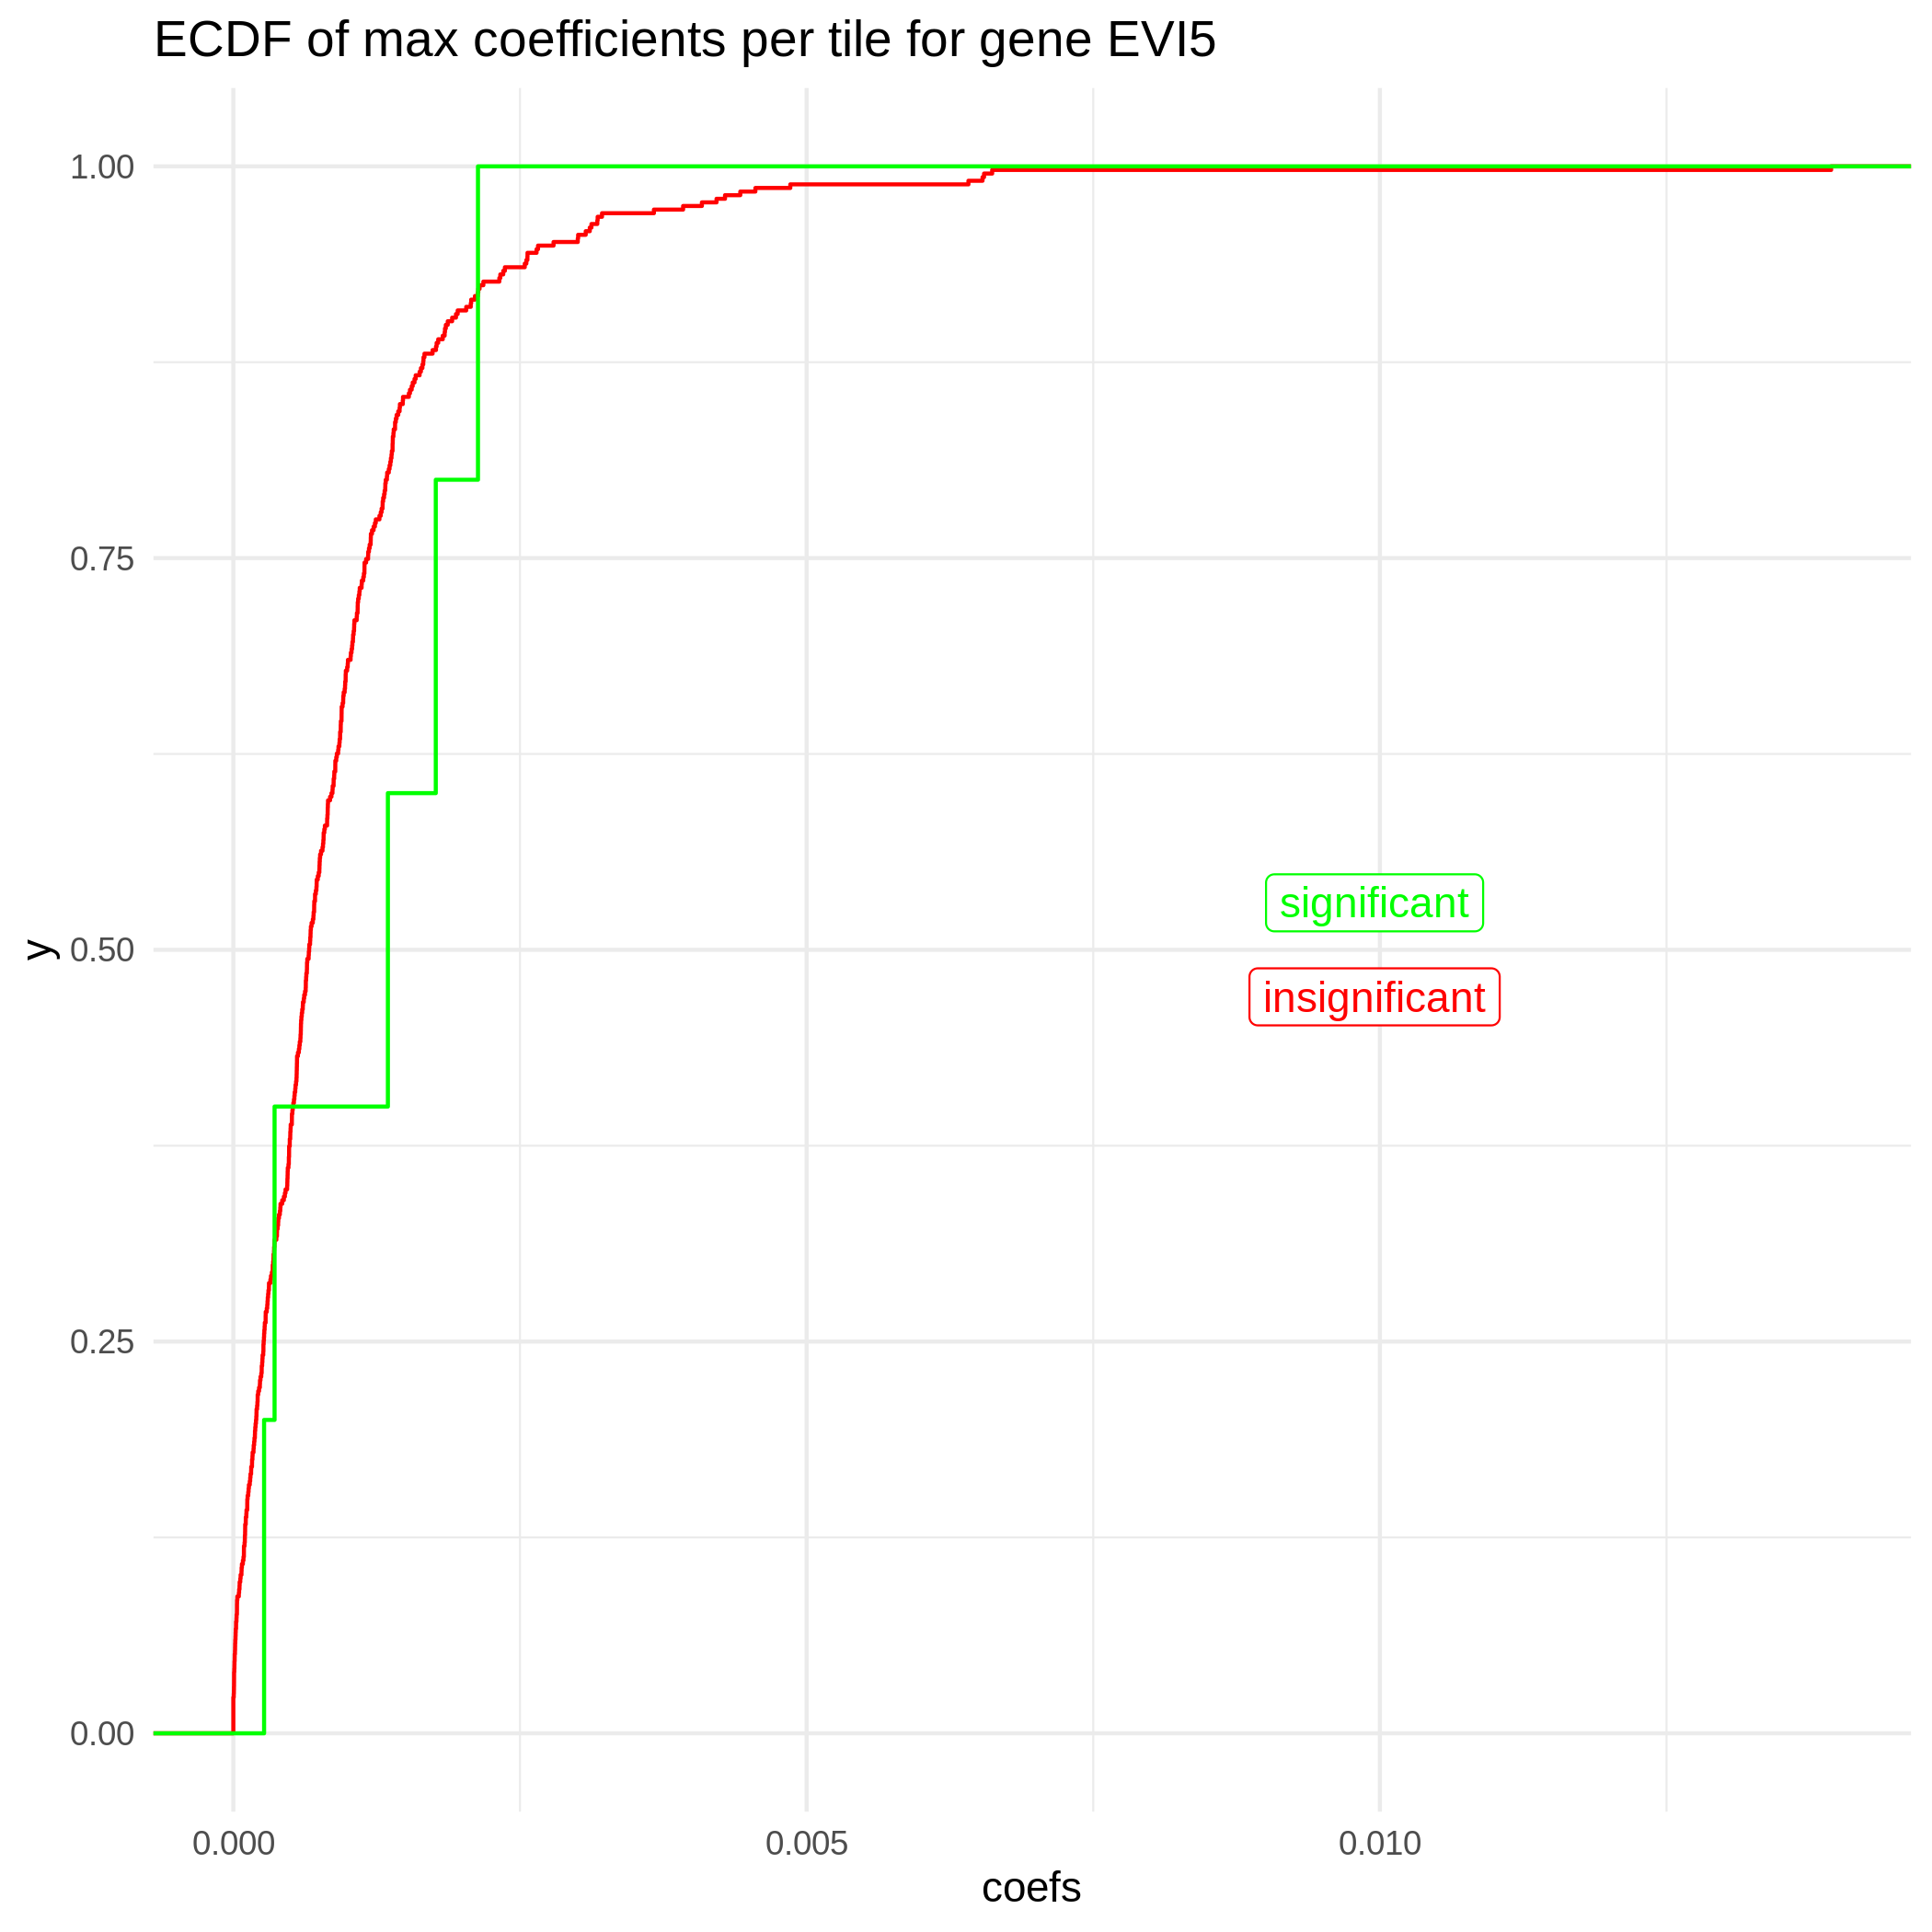 ECDF of max coefficients per tile for gene EVI5
1.00
0.75
0.50
0.25
0.00
y
significant
insignificant
0.000
0.005
0.010
coefs